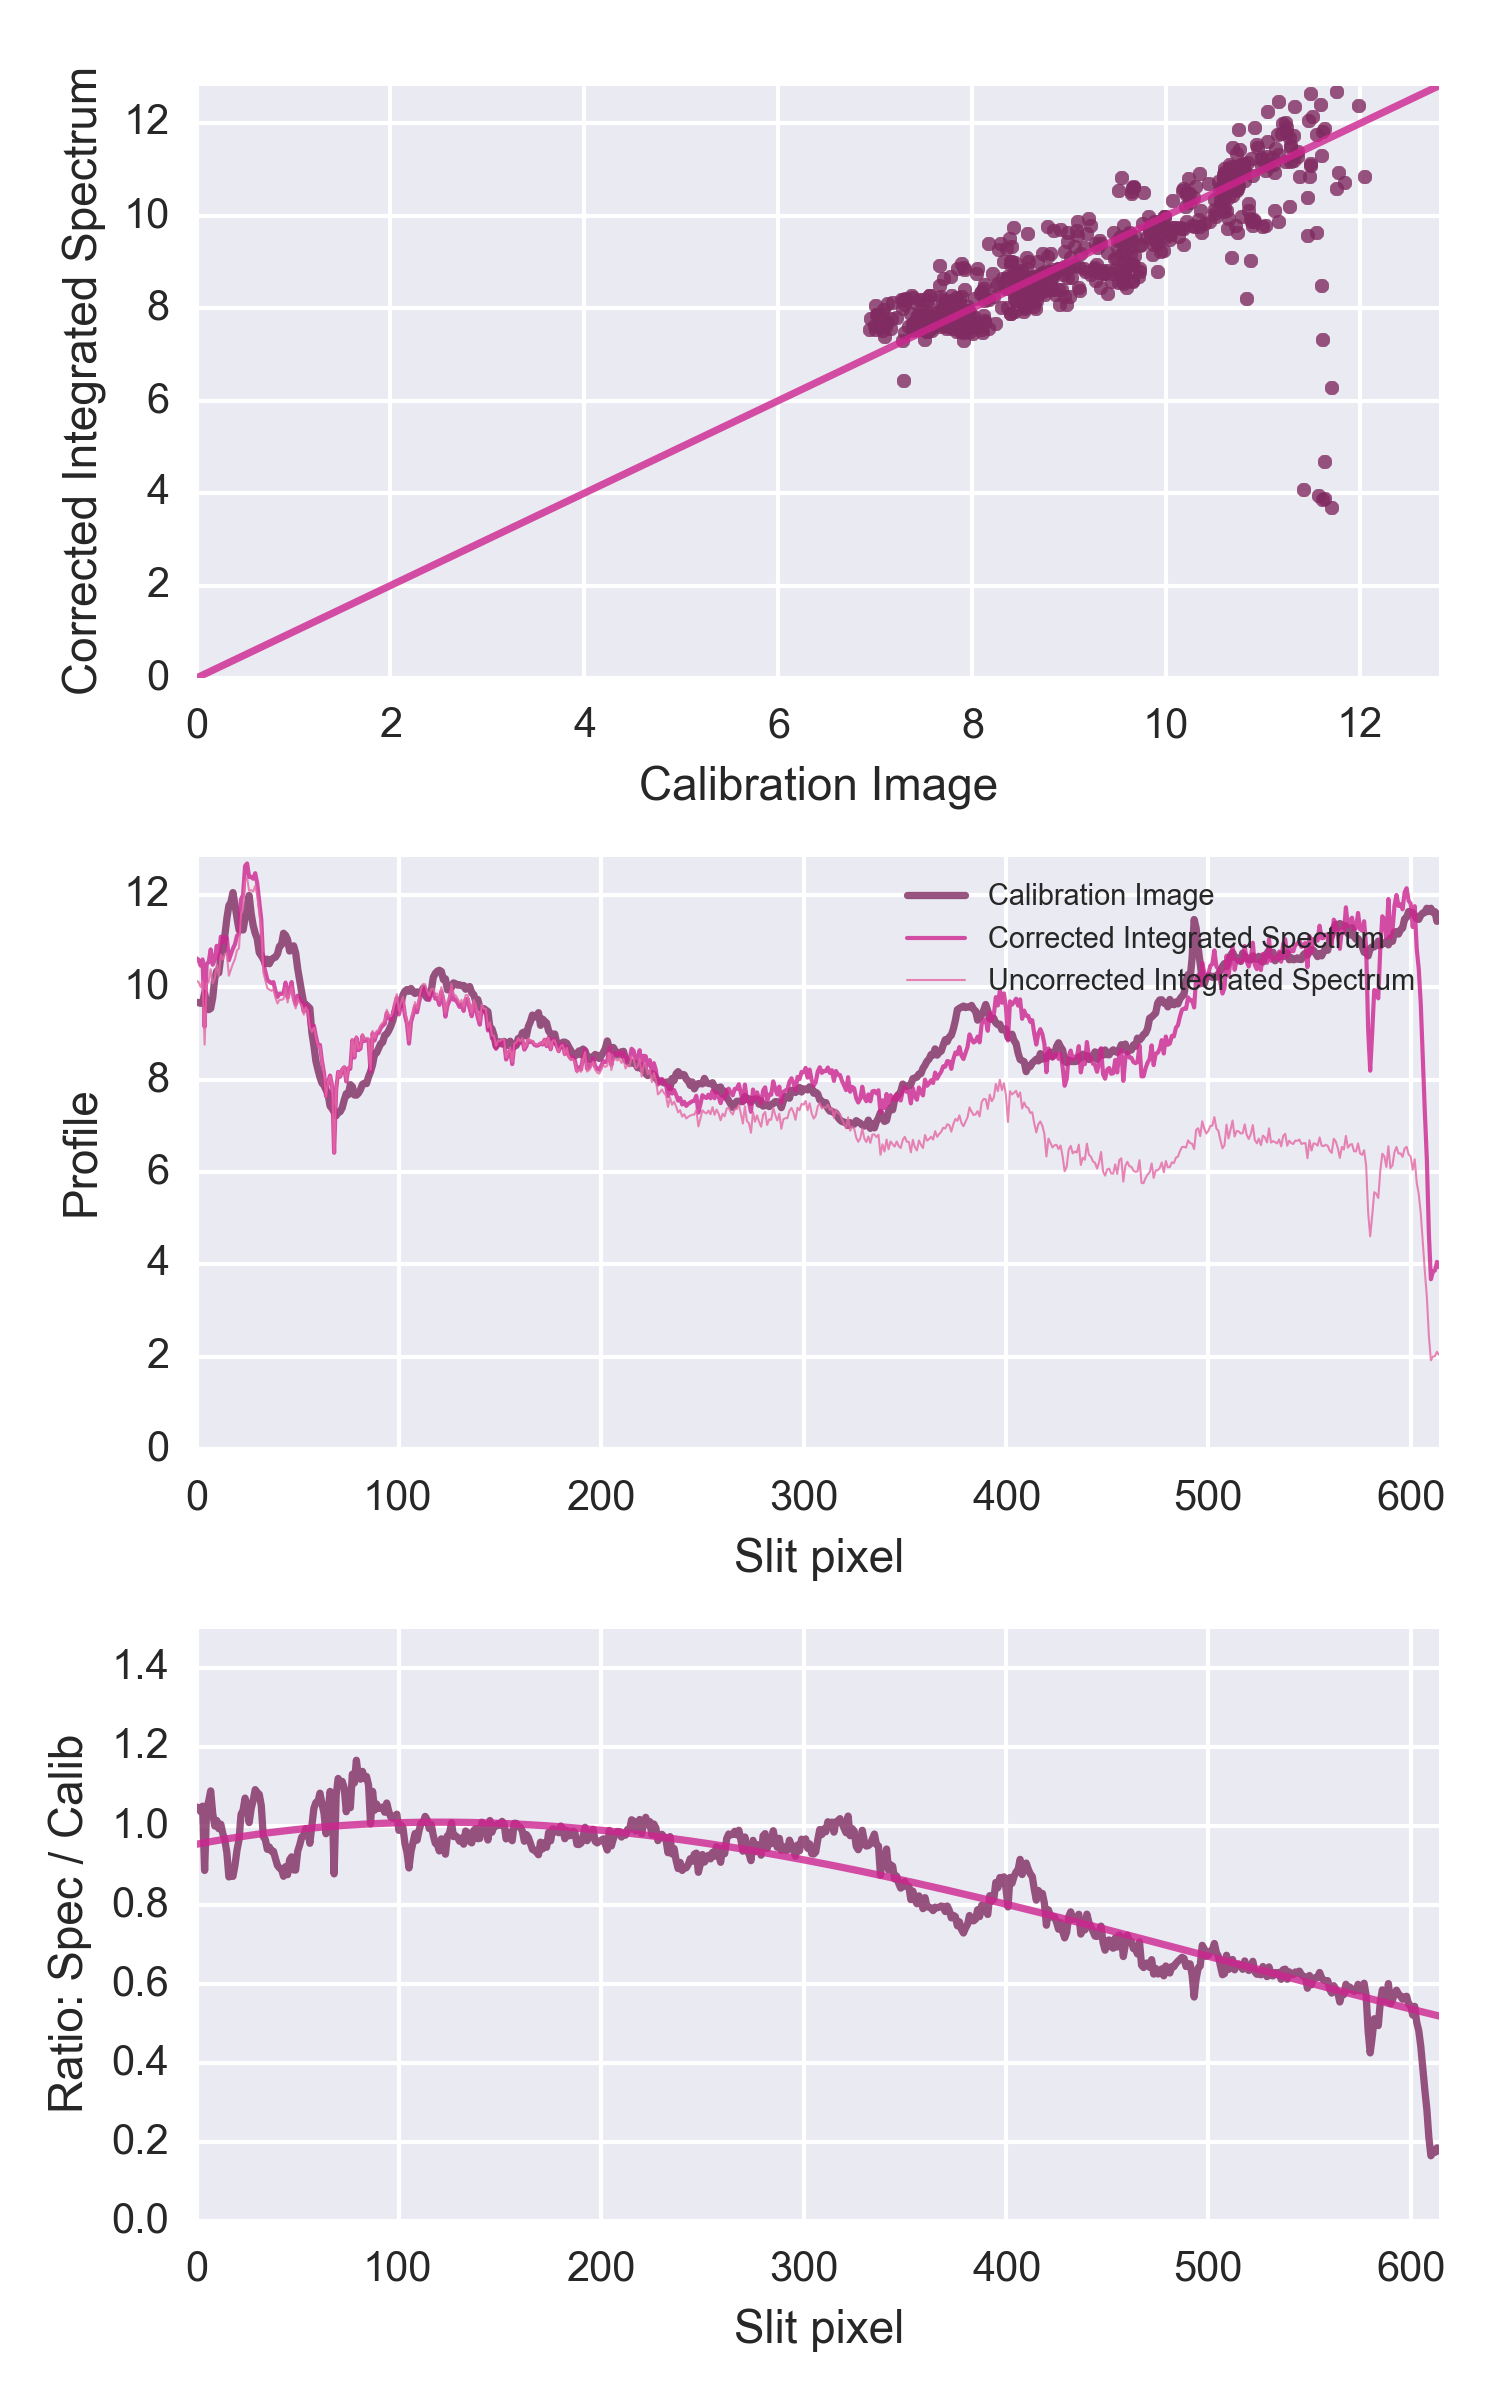 Corrected Integrated Spectrum
12
10
8
6
4
2
0
0 2 4 6 8 10 12
Calibration Image
Profile
12
10
8
6
4
2
0
Calibration Image
Corrected Integrated Spectrum
Uncorrected Integrated Spectrum
0 100 200 300 400 500 600
Slit pixel
Ratio: Spec / Calib
1.4
1.2
1.0
0.8
0.6
0.4
0.2
0.0
0 100 200 300 400 500 600
Slit pixel